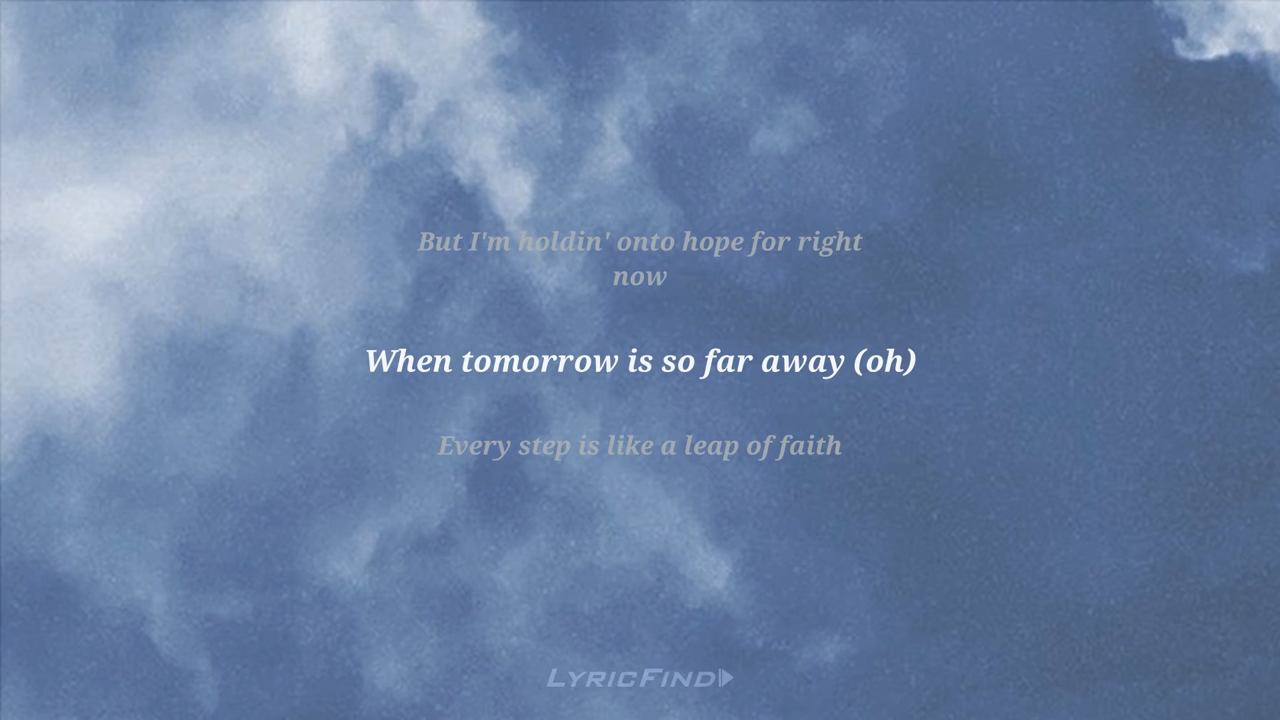 But I'm holdin' onto hope for right
now
When tomorrow is so far away (oh)
Every step is like a leap of faith
LYRICFIND